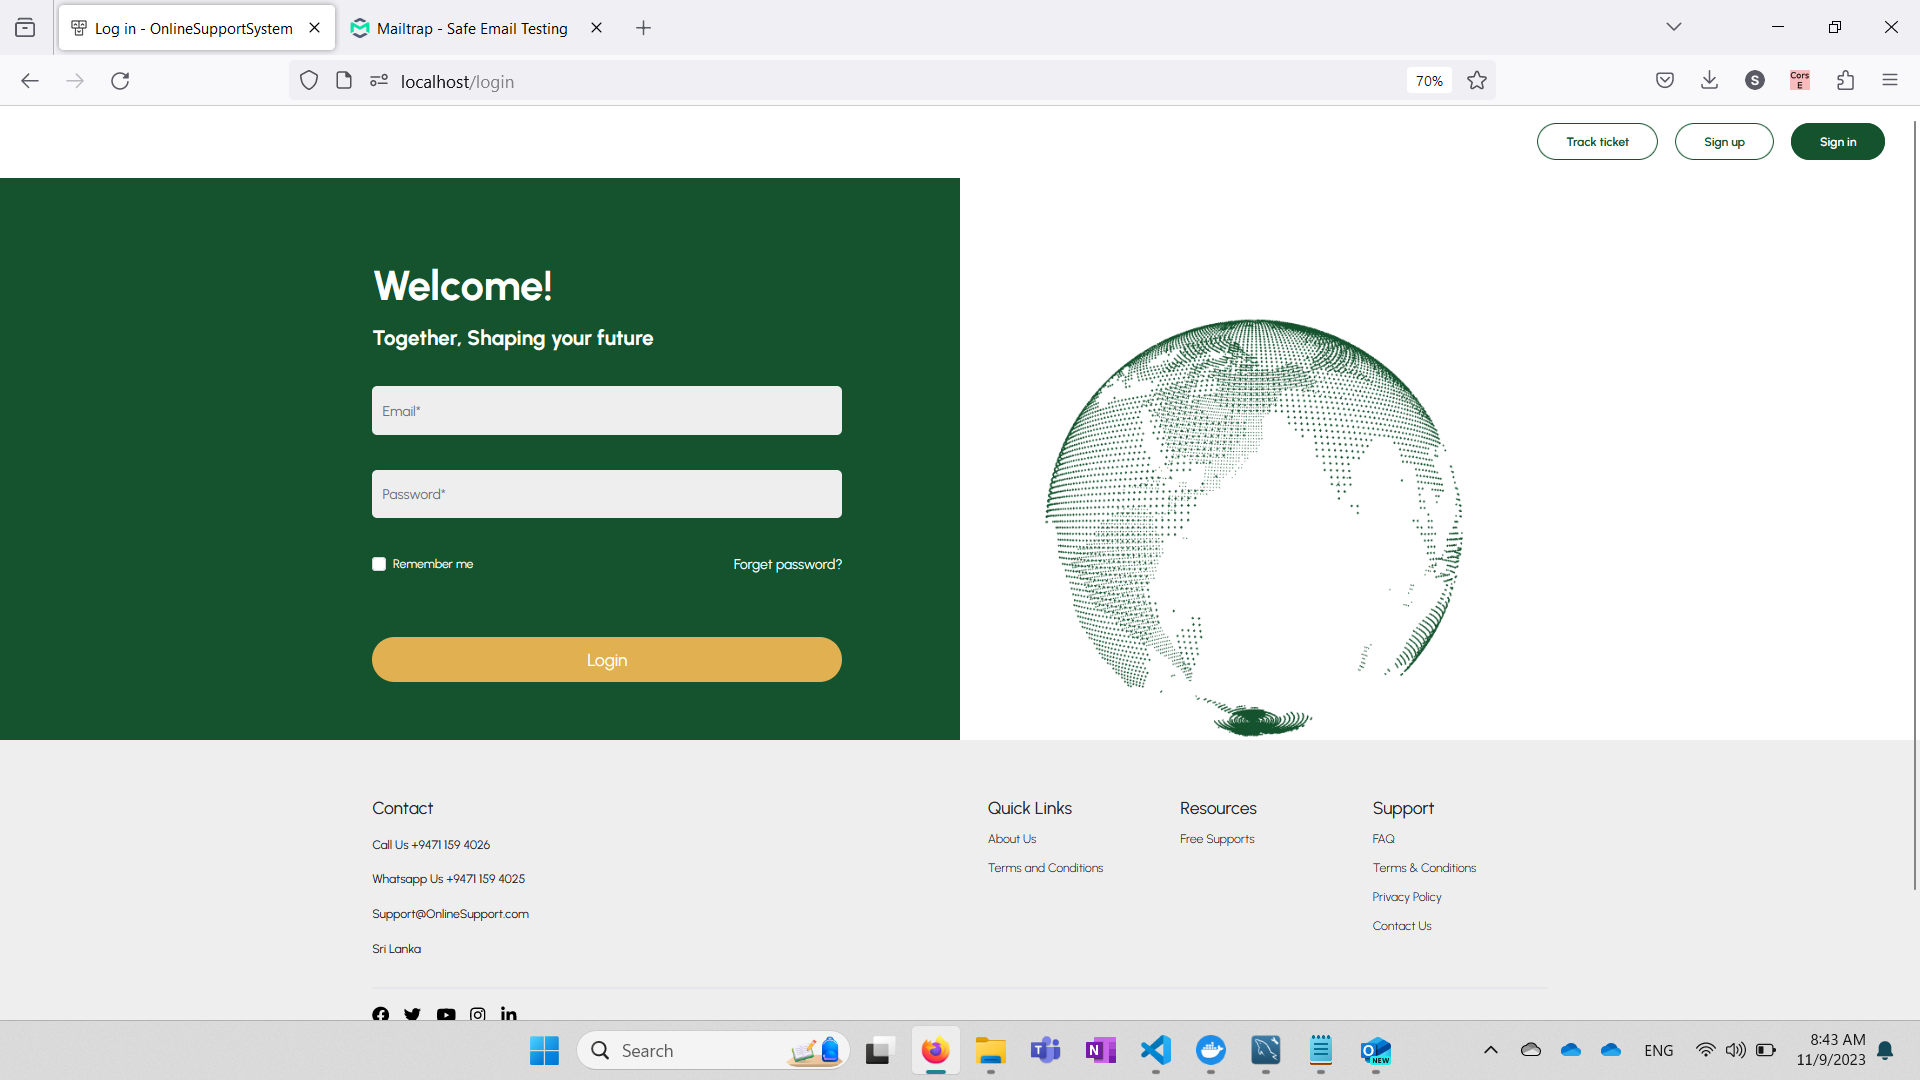 Log in - OnlineSupportSystem
Mailtrap - Safe Email Testing
localhost/login
70%
S
Cors
E
Track ticket
Sign up
Sign in
Welcome!
Together, Shaping your future
Email*
Password*
Remember me
Forget password?
Login
Contact
Call Us +9471 159 4026
Whatsapp Us +9471 159 4025
Support@OnlineSupport.com
Sri Lanka
Quick Links
About Us
Terms and Conditions
Resources
Free Supports
Support
FAQ
Terms & Conditions
Privacy Policy
Contact Us
Search
NEW
ENG
8:43 AM
11/9/2023